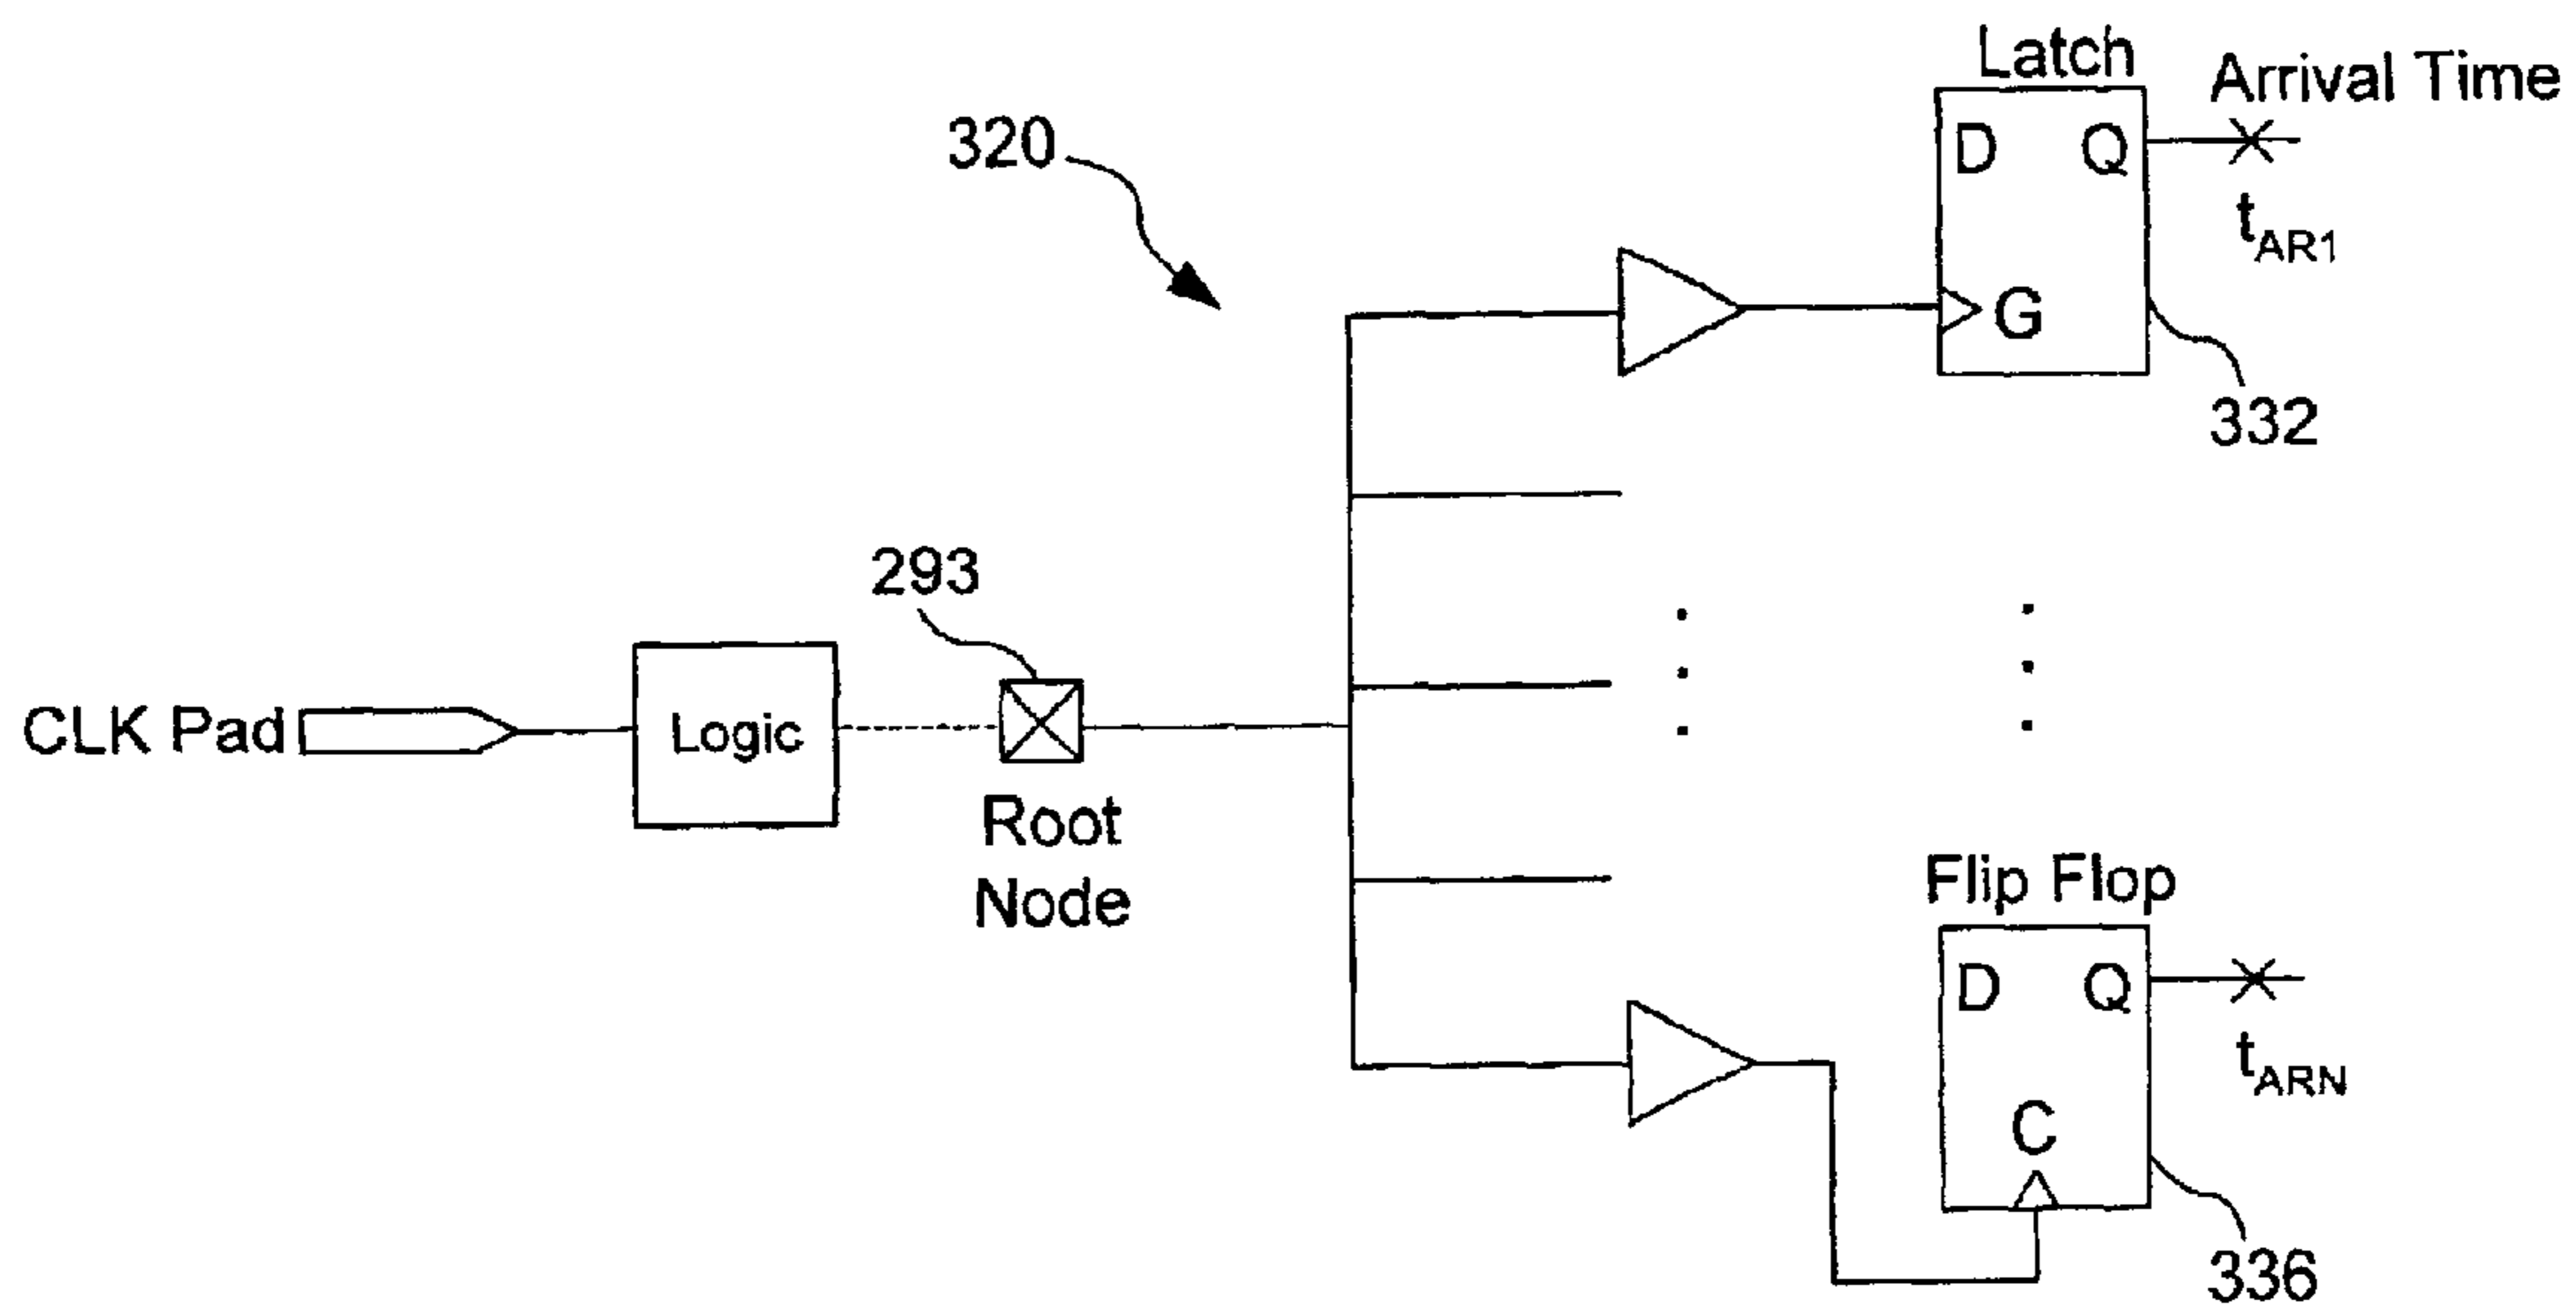 Latch
Arrival Time
320
D Q
t_AR1
G
332
293
CLK Pad
Logic
Root
Node
Flip Flop
D Q
t_ARN
C
336